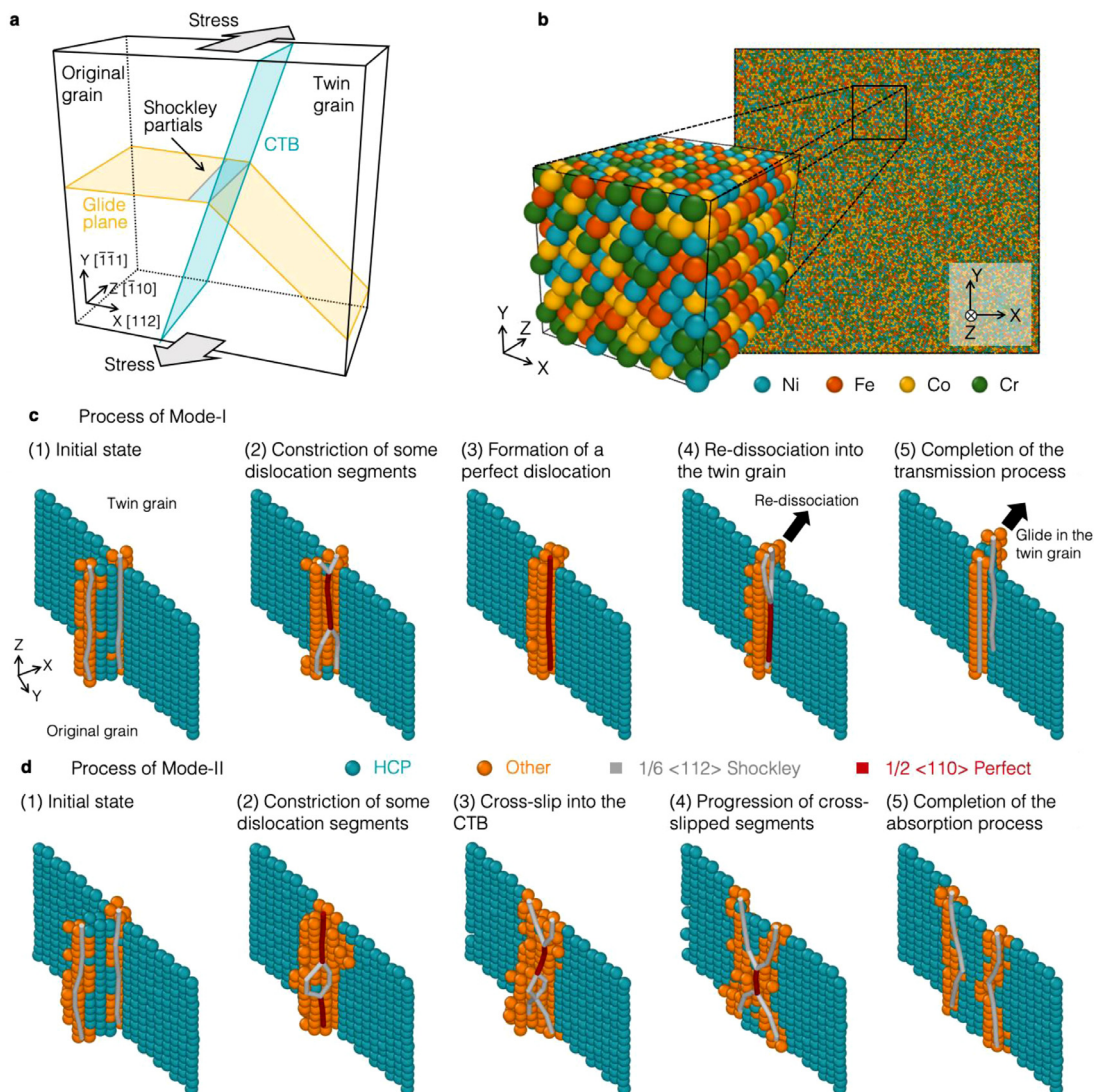 a
Stress
Original
grain
Twin
grain
Shockley
partials
CTB
Glide
plane
Y [1̅1̅1]
Z [1̅10]
X [112]
Stress
b
Y
Z
X
Y
X
Z
Ni
Fe
Co
Cr
c Process of Mode-I
(1) Initial state
Twin grain
Z
X
Y
Original grain
(2) Constriction of some
dislocation segments
(3) Formation of a
perfect dislocation
(4) Re-dissociation into
the twin grain
Re-dissociation
(5) Completion of the
transmission process
Glide in the
twin grain
d Process of Mode-II
HCP
Other
1/6 <112> Shockley
1/2 <110> Perfect
(1) Initial state
(2) Constriction of some
dislocation segments
(3) Cross-slip into the
CTB
(4) Progression of cross-
slipped segments
(5) Completion of the
absorption process